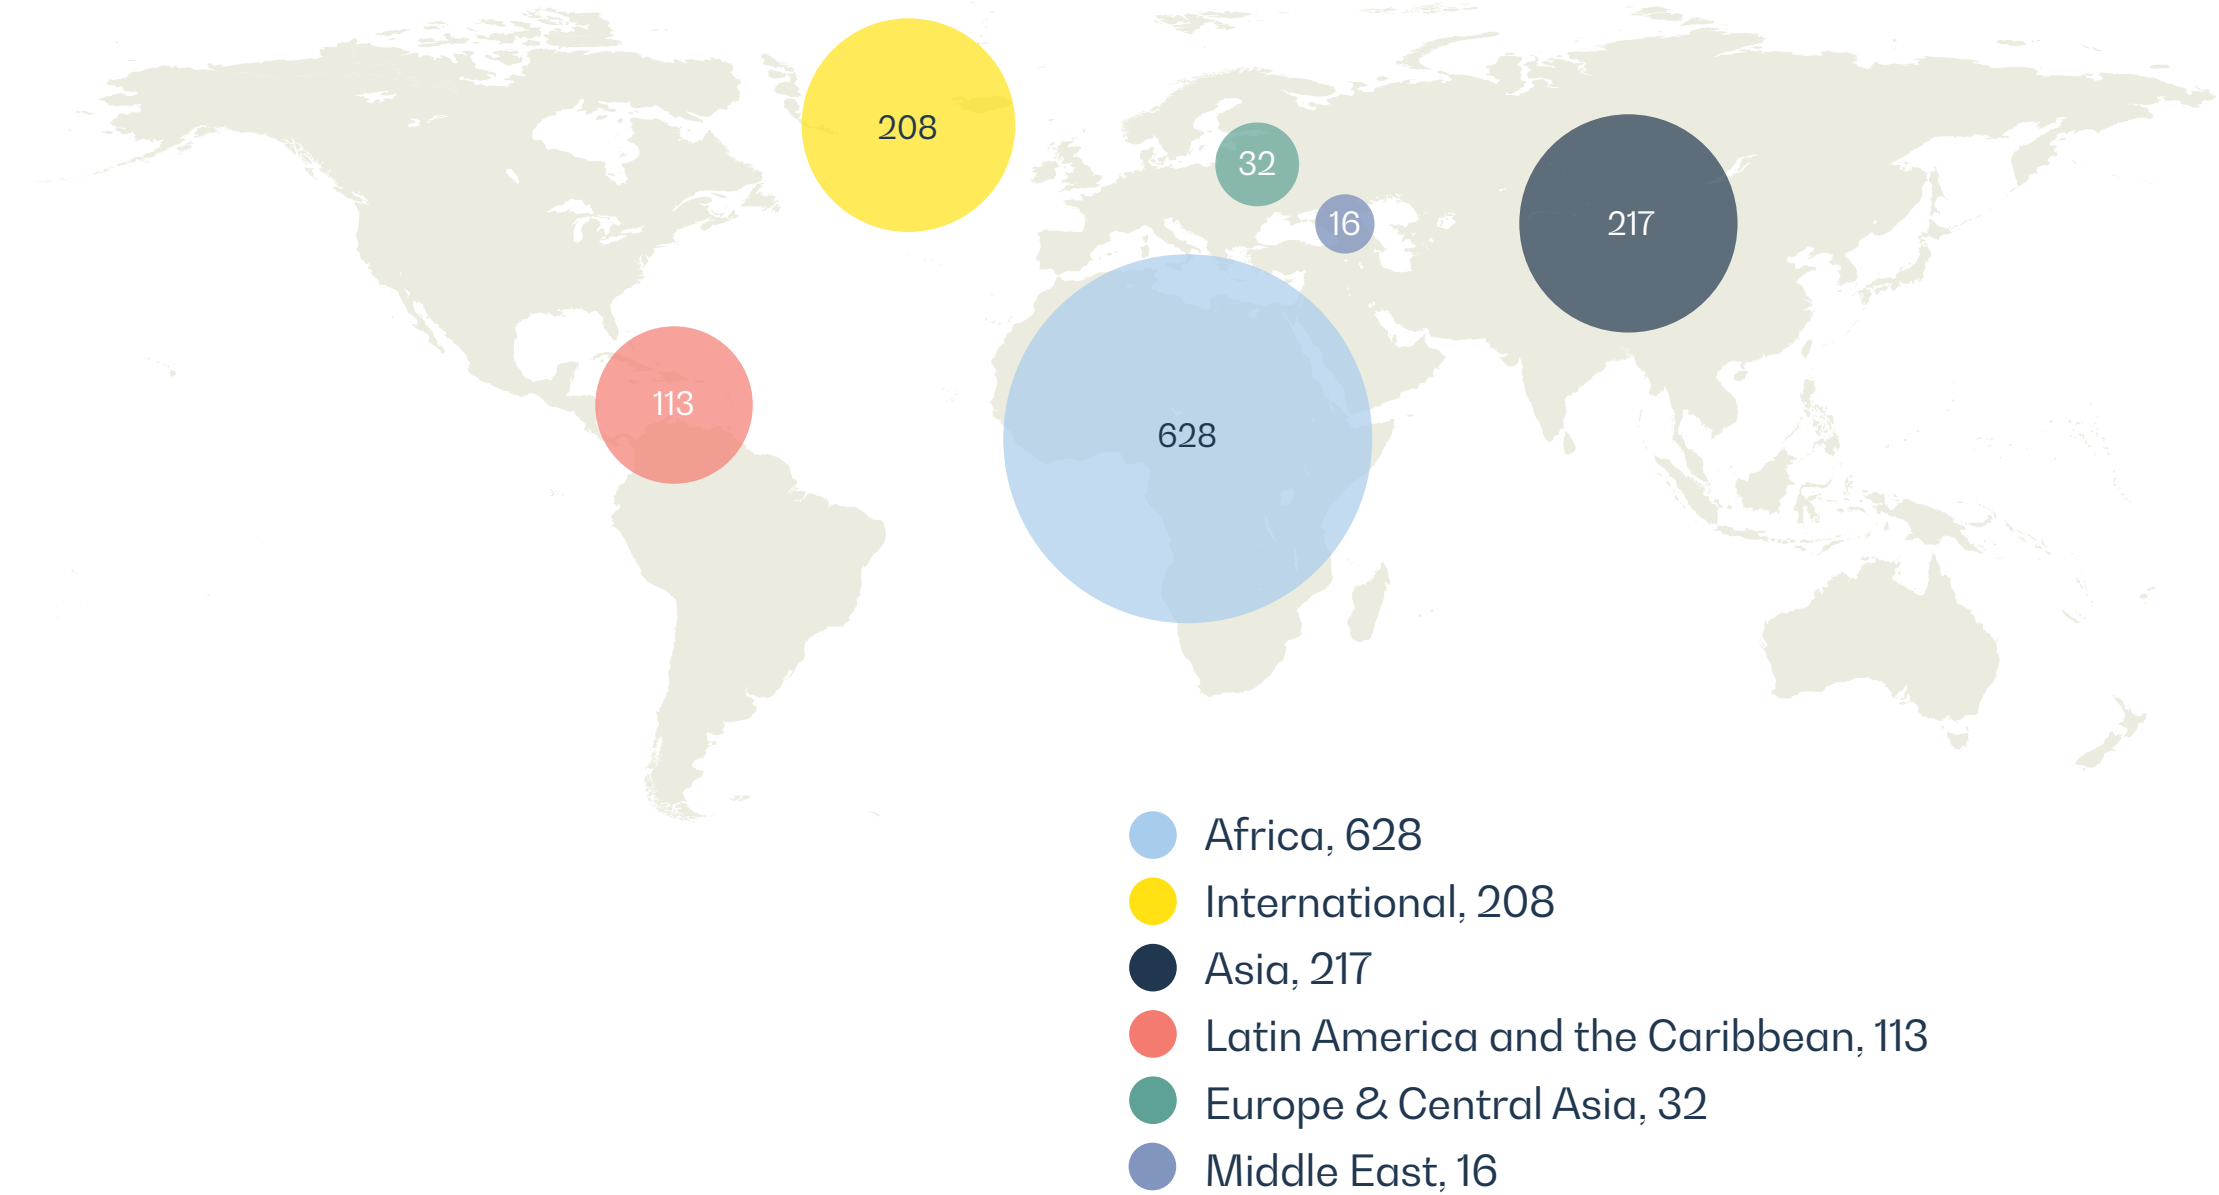 208
32
16
217
113
628
Africa, 628
International, 208
Asia, 217
Latin America and the Caribbean, 113
Europe & Central Asia, 32
Middle East, 16